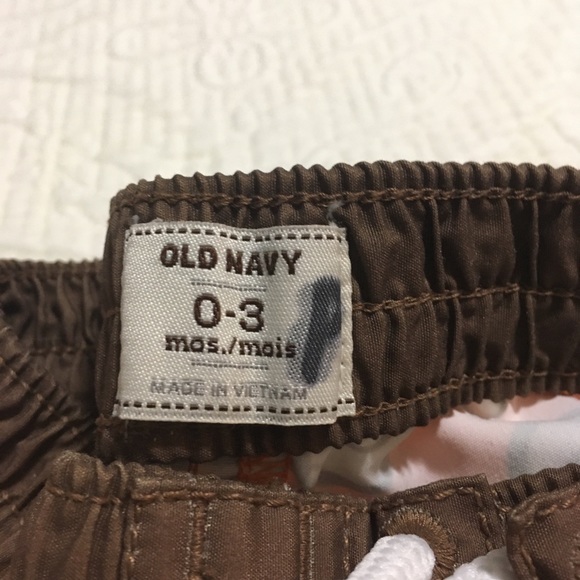 OLD NAVY
0-3
mos./mois
MADE IN VIETNAM
P